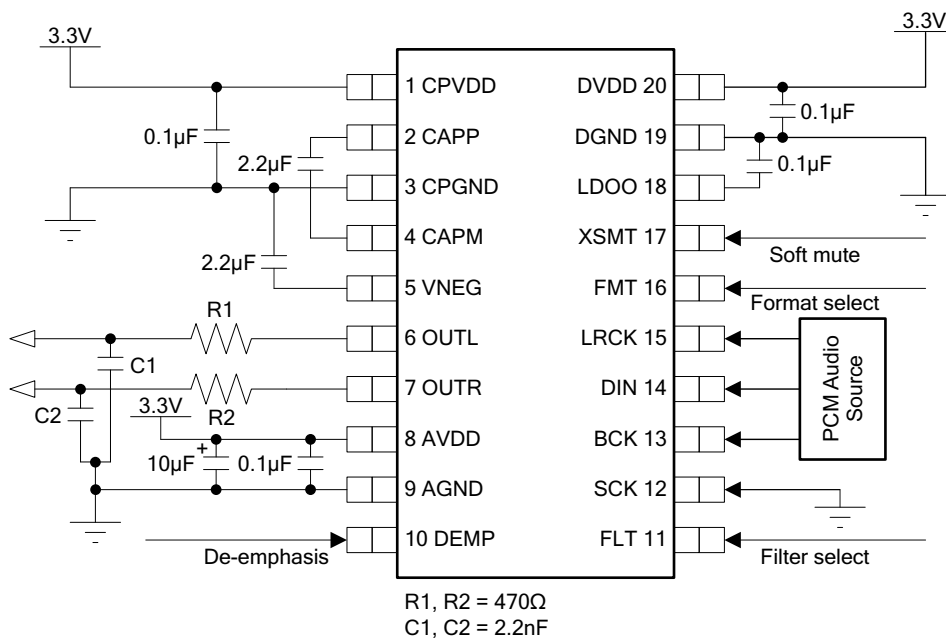 3.3V
3.3V
1 CPVDD
DVDD 20
0.1µF
0.1µF
2 CAPP
DGND 19
2.2µF
0.1µF
3 CPGND
LDOO 18
4 CAPM
XSMT 17
Soft mute
2.2µF
5 VNEG
FMT 16
Format select
R1
6 OUTL
LRCK 15
C1
PCM Audio
Source
7 OUTR
DIN 14
C2
R2
3.3V
8 AVDD
BCK 13
+
10µF
0.1µF
9 AGND
SCK 12
10 DEMP
FLT 11
De-emphasis
Filter select
R1, R2 = 470Ω
C1, C2 = 2.2nF